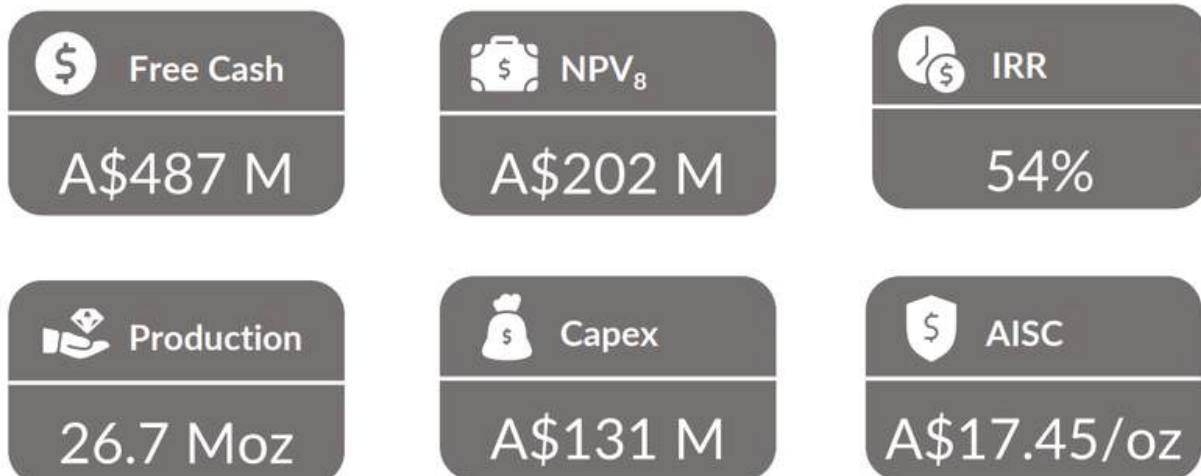 Free Cash
A$487 M
NPV₈
A$202 M
IRR
54%
Production
26.7 Moz
Capex
A$131 M
AISC
A$17.45/oz